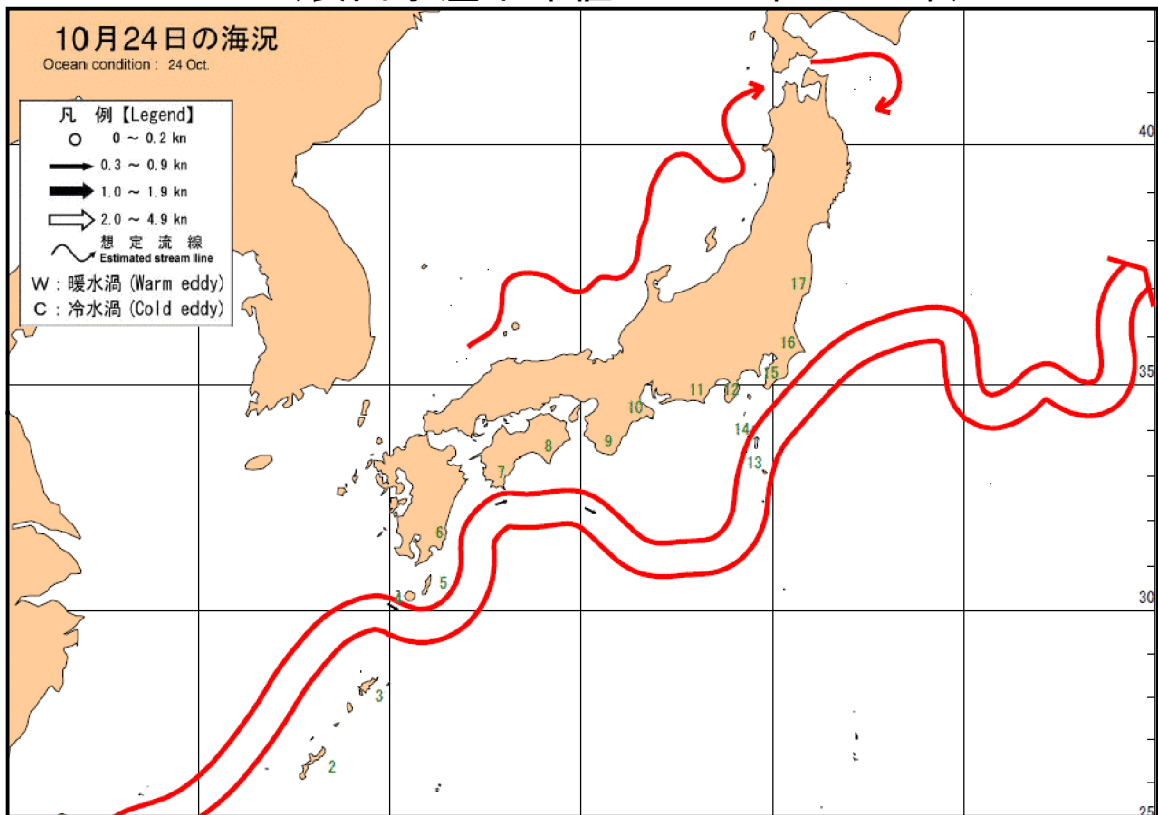 10月24日の海況
Ocean condition : 24 Oct.
凡 例【Legend】
0 ~ 0.2 kn
0.3 ~ 0.9 kn
1.0 ~ 1.9 kn
2.0 ~ 4.9 kn
想 定 流 線
Estimated stream line
W : 暖水渦 (Warm eddy)
C : 冷水渦 (Cold eddy)
40
17
16
35
15
12
11
10
14
9
8
13
7
6
5
30
4
3
2
25